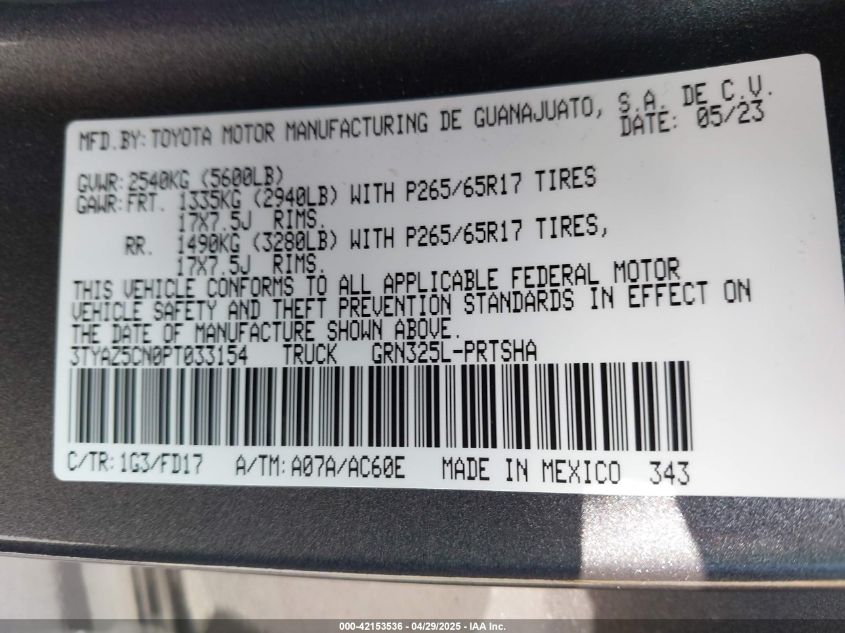 MFD.BY:TOYOTA MOTOR MANUFACTURING DE GUANAJUATO, S.A. DE C.V.
DATE: 05/23
GVWR:2540KG (5600LB)
GAWR:FRT. 1335KG (2940LB) WITH P265/65R17 TIRES
17X7.5J RIMS.
RR. 1490KG (3280LB) WITH P265/65R17 TIRES,
17X7.5J RIMS.
THIS VEHICLE CONFORMS TO ALL APPLICABLE FEDERAL MOTOR
VEHICLE SAFETY AND THEFT PREVENTION STANDARDS IN EFFECT ON
THE DATE OF MANUFACTURE SHOWN ABOVE.
3TYAZ5CN0PT033154 TRUCK GRN325L-PRTSHA
C/TR:1G3/FD17 A/TM:A07A/AC60E MADE IN MEXICO 343
000-42153536 - 04/29/2025 - IAA Inc.